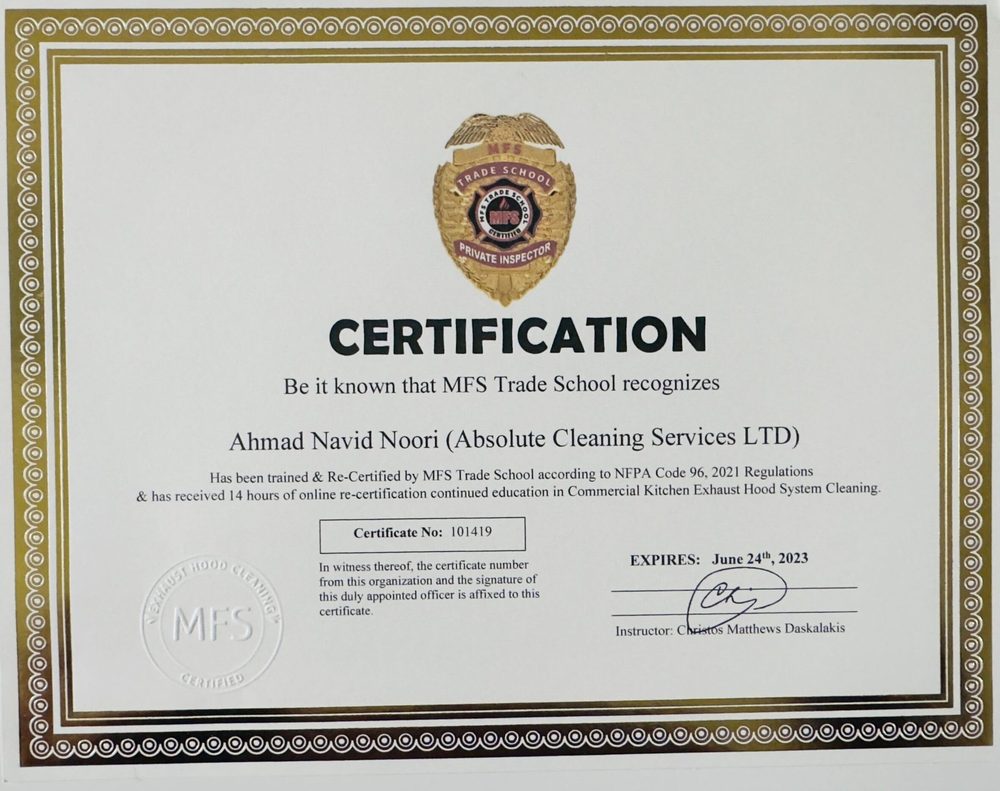 MFS
TRADE SCHOOL
MFS TRADE SCHOOL
MFS
CERTIFIED
PRIVATE INSPECTOR
CERTIFICATION
Be it known that MFS Trade School recognizes
Ahmad Navid Noori (Absolute Cleaning Services LTD)
Has been trained & Re-Certified by MFS Trade School according to NFPA Code 96, 2021 Regulations
& has received 14 hours of online re-certification continued education in Commercial Kitchen Exhaust Hood System Cleaning.
Certificate No: 101419
In witness thereof, the certificate number
from this organization and the signature of
this duly appointed officer is affixed to this
certificate.
EXPIRES: June 24th, 2023
Instructor: Christos Matthews Daskalakis
"EXHAUST HOOD CLEANING"
MFS
CERTIFIED